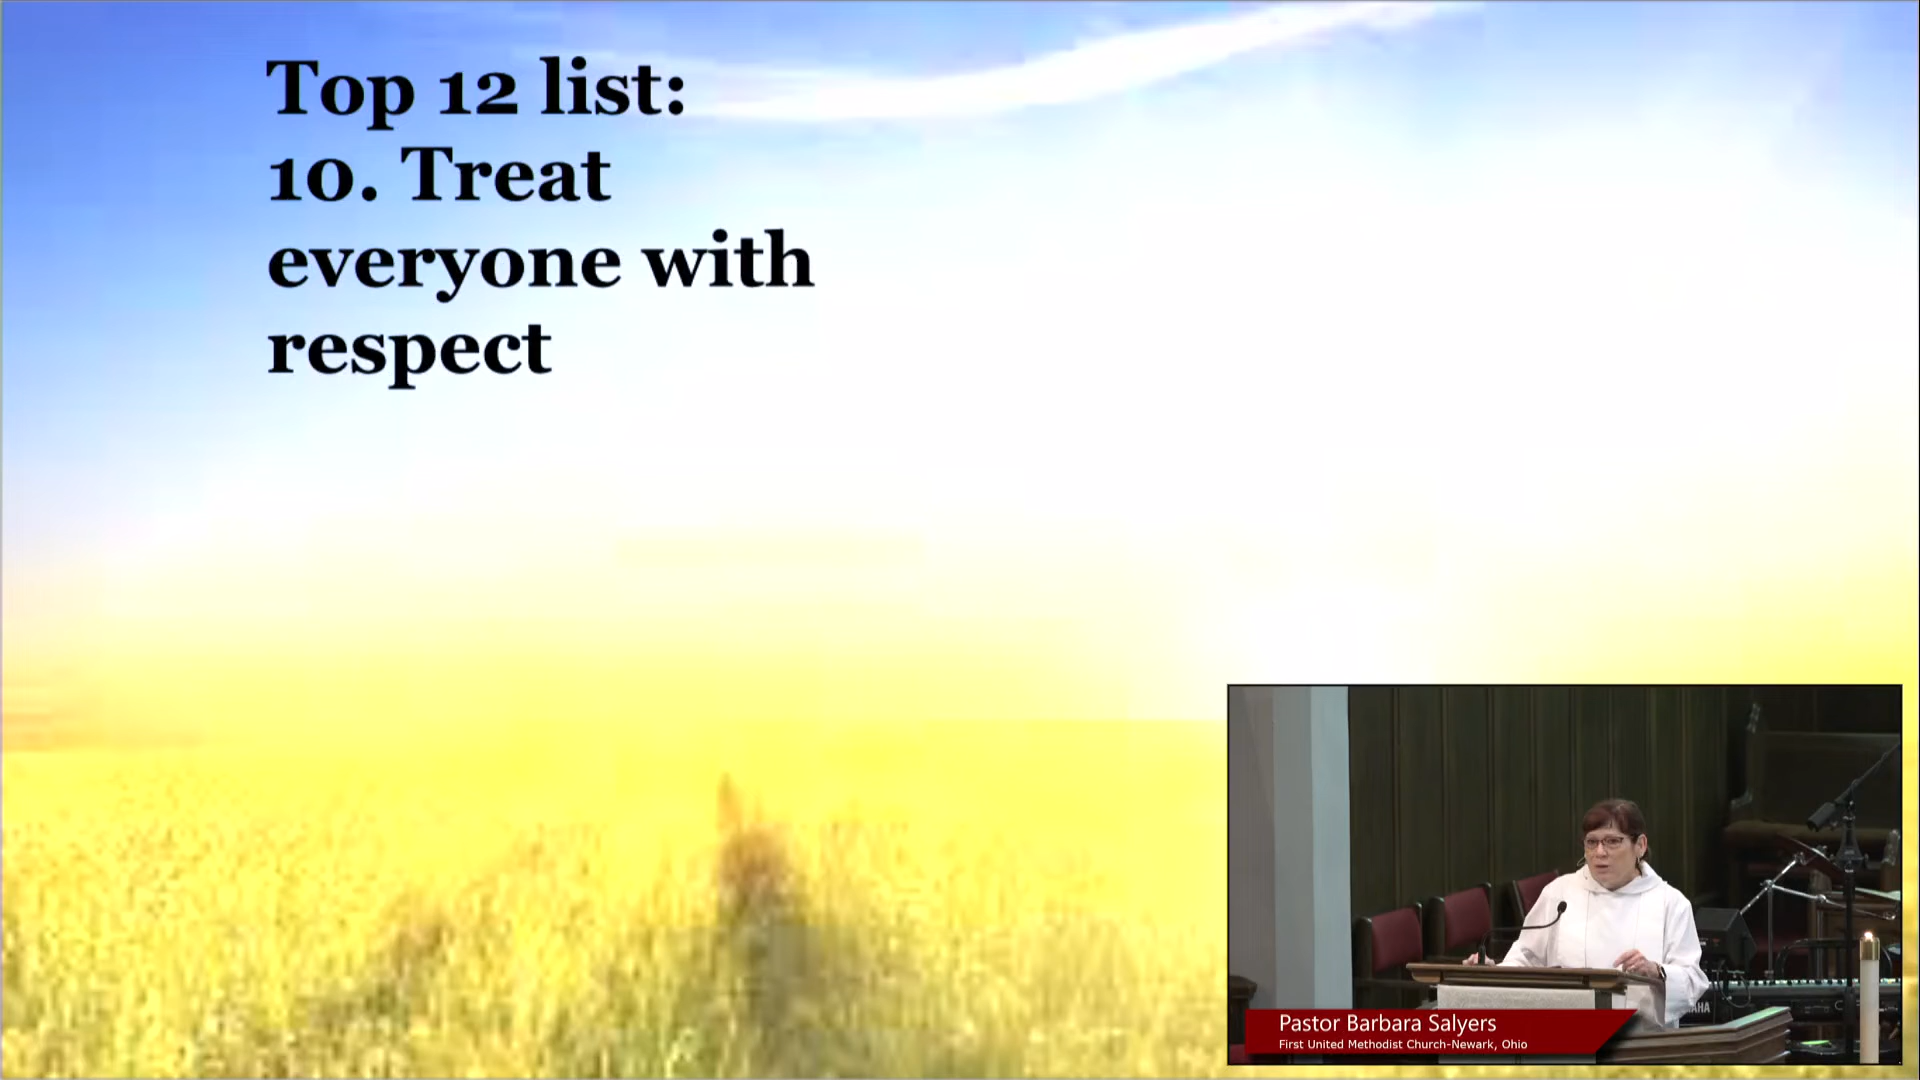 Top 12 list:
10. Treat
everyone with
respect
Pastor Barbara Salyers
First United Methodist Church-Newark, Ohio